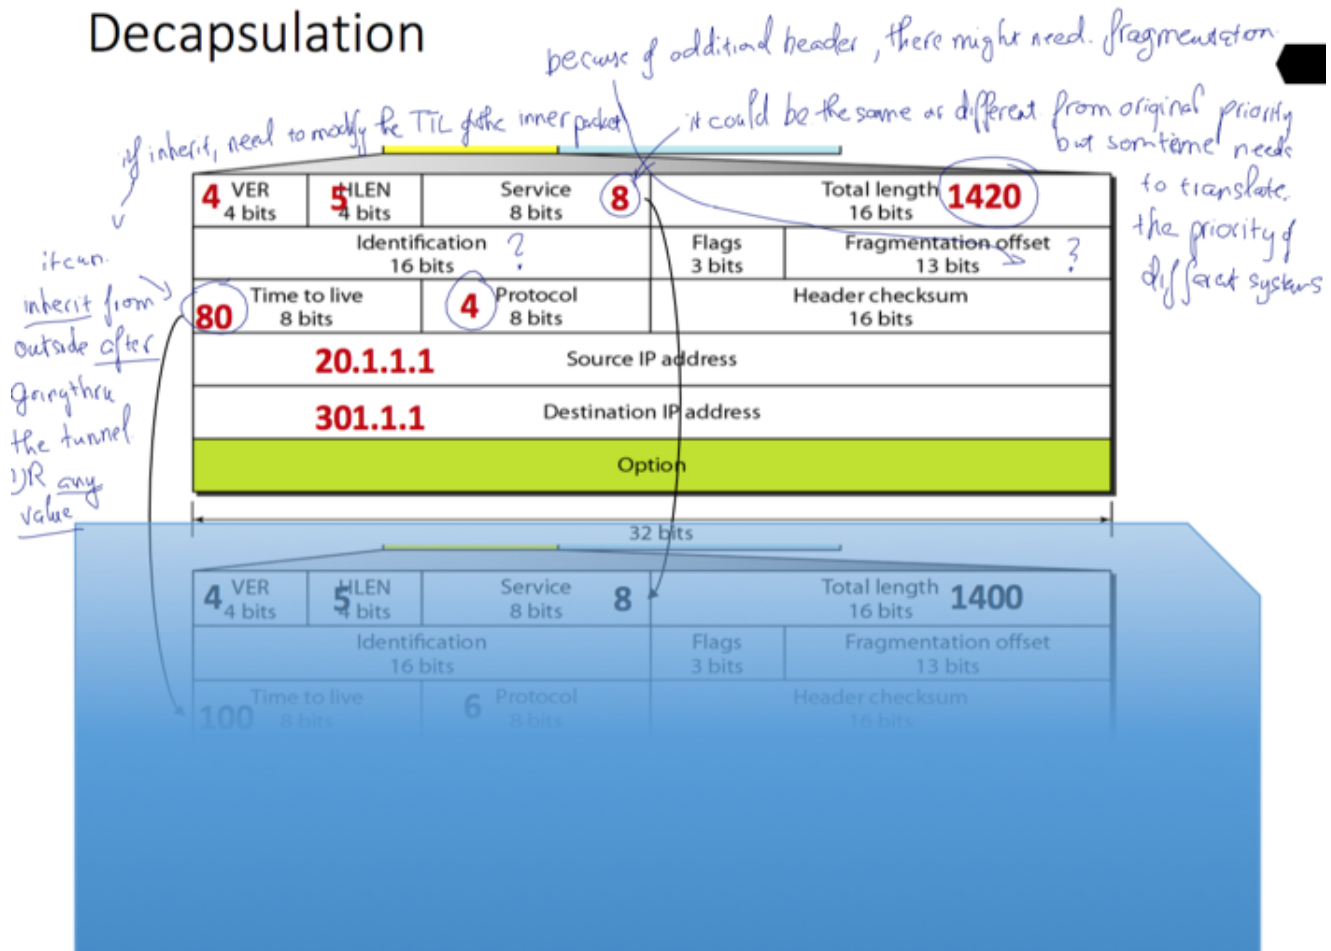 Decapsulation
because of additional header, there might need. fragmentation.
if inherit, need to modify the TTL of the inner packet
it could be the same as different from original priority
but somteme needs
to translate.
the priority of
different systems
4 VER
4 bits
5 HLEN
4 bits
Service 8
8 bits
Total length 1420
16 bits
Identification ?
16 bits
Flags
3 bits
Fragmentation offset ?
13 bits
it can.
inherit from
outside after
going thru
the tunnel.
OR any
value
80 Time to live
8 bits
4 Protocol
8 bits
Header checksum
16 bits
20.1.1.1 Source IP address
301.1.1 Destination IP address
Option
32 bits
4 VER
4 bits
5 HLEN
4 bits
Service 8
8 bits
Total length 1400
16 bits
Identification
16 bits
Flags
3 bits
Fragmentation offset
13 bits
100 Time to live
8 bits
6 Protocol
8 bits
Header checksum
16 bits